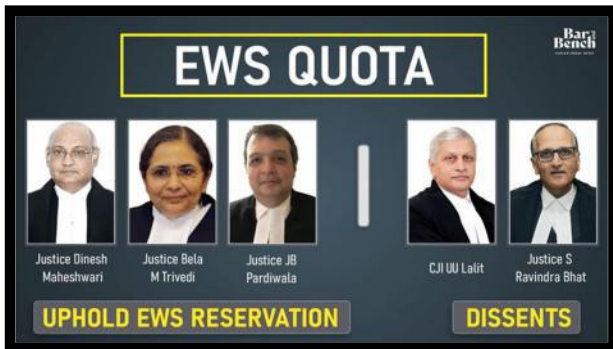 Bar&
Bench
EWS QUOTA
Justice Dinesh
Maheshwari
Justice Bela
M Trivedi
Justice JB
Pardiwala
CJI UU Lalit
Justice S
Ravindra Bhat
UPHOLD EWS RESERVATION
DISSENTS